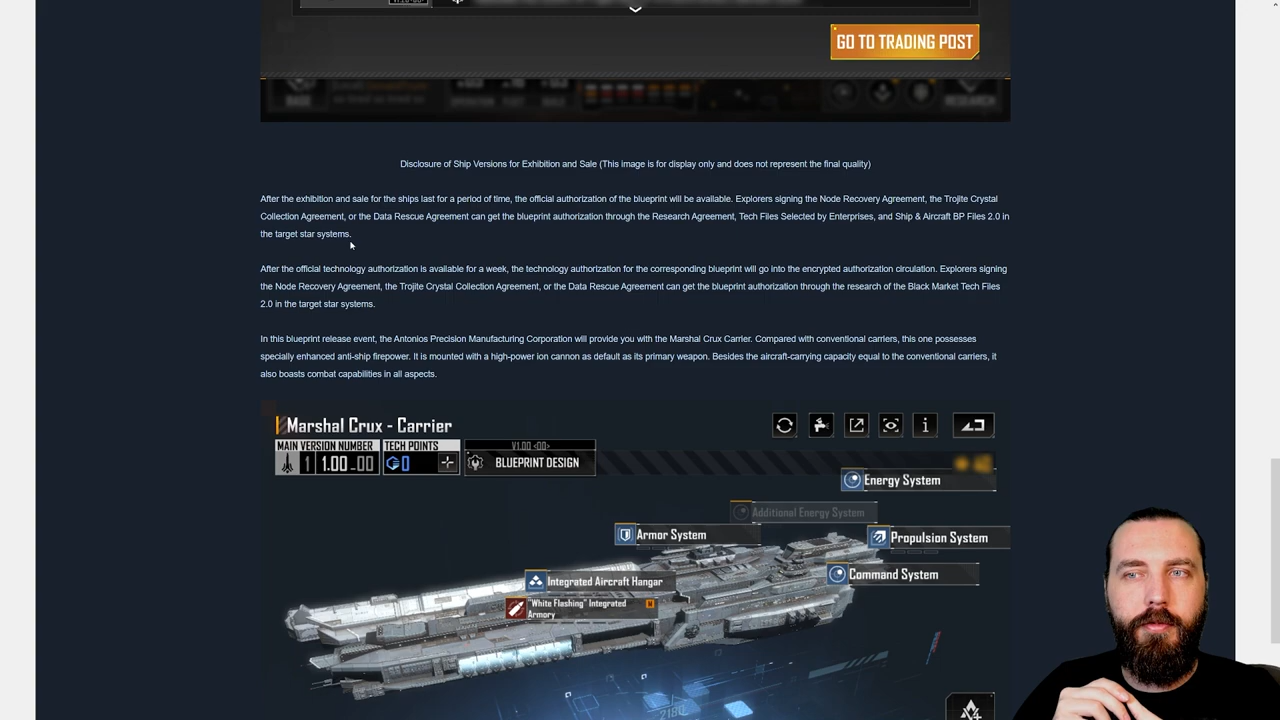 GO TO TRADING POST
BASE
RESEARCH
Disclosure of Ship Versions for Exhibition and Sale (This image is for display only and does not represent the final quality)
After the exhibition and sale for the ships last for a period of time, the official authorization of the blueprint will be available. Explorers signing the Node Recovery Agreement, the Trojite Crystal
Collection Agreement, or the Data Rescue Agreement can get the blueprint authorization through the Research Agreement, Tech Files Selected by Enterprises, and Ship & Aircraft BP Files 2.0 in
the target star systems.
After the official technology authorization is available for a week, the technology authorization for the corresponding blueprint will go into the encrypted authorization circulation. Explorers signing
the Node Recovery Agreement, the Trojite Crystal Collection Agreement, or the Data Rescue Agreement can get the blueprint authorization through the research of the Black Market Tech Files
2.0 in the target star systems.
In this blueprint release event, the Antonios Precision Manufacturing Corporation will provide you with the Marshal Crux Carrier. Compared with conventional carriers, this one possesses
specially enhanced anti-ship firepower. It is mounted with a high-power ion cannon as default as its primary weapon. Besides the aircraft-carrying capacity equal to the conventional carriers, it
also boasts combat capabilities in all aspects.
Marshal Crux - Carrier
MAIN VERSION NUMBER
TECH POINTS
V1.00 <00>
1 1.00 -00
0
BLUEPRINT DESIGN
Energy System
Additional Energy System
Armor System
Propulsion System
Command System
Integrated Aircraft Hangar
"White Flashing" Integrated
Armory
2180